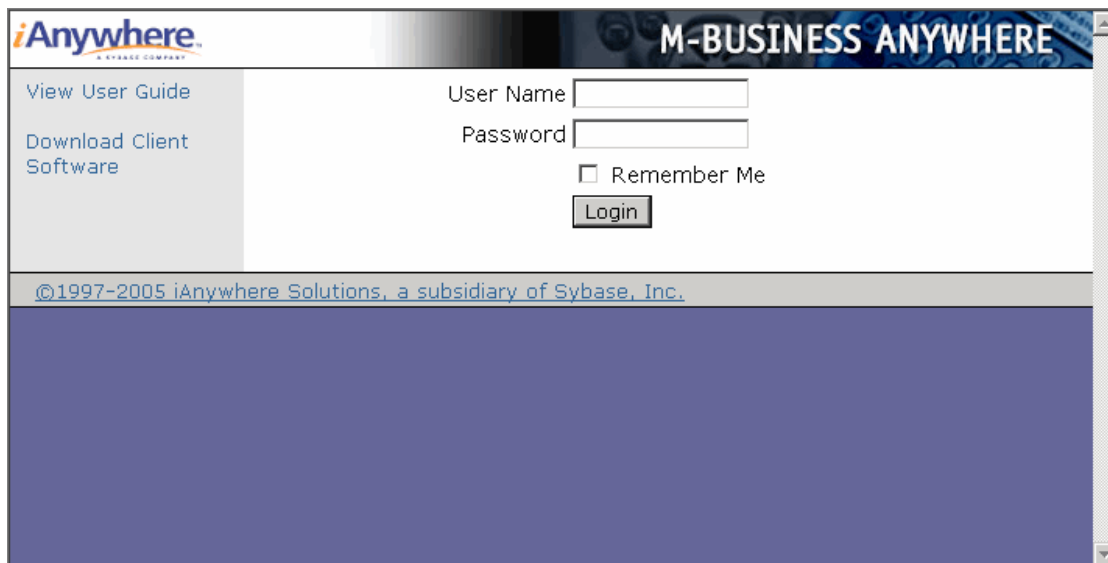 iAnywhere
A SYBASE COMPANY
M-BUSINESS ANYWHERE
View User Guide
Download Client
Software
User Name
Password
Remember Me
Login
©1997-2005 iAnywhere Solutions, a subsidiary of Sybase, Inc.